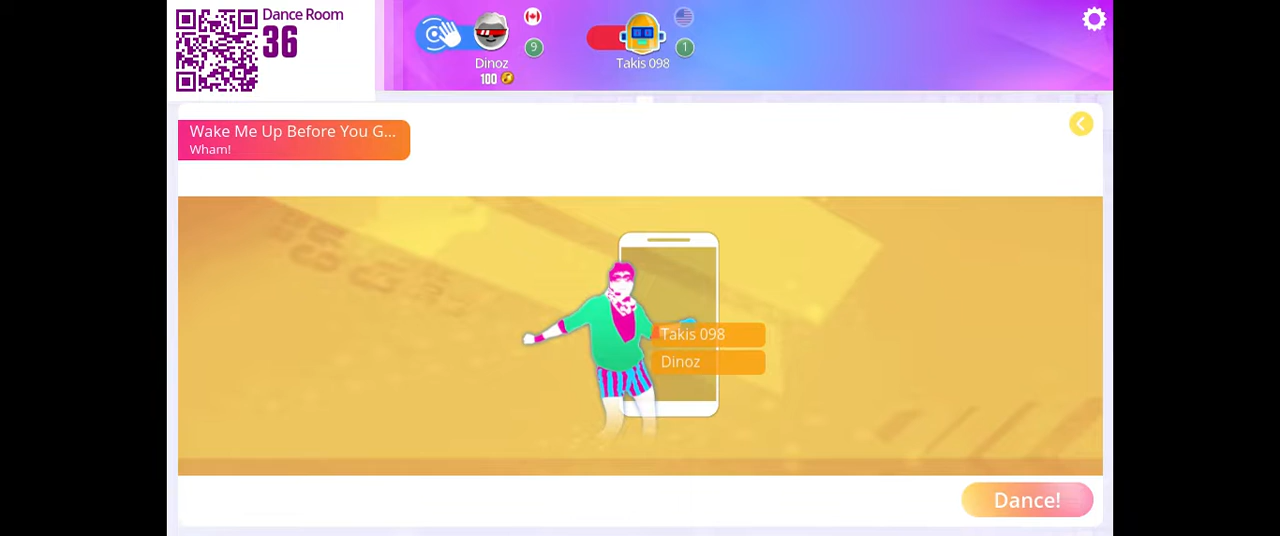 Dance Room
36
Dinoz
9
100
Takis 098
1
Wake Me Up Before You G...
Wham!
Takis 098
Dinoz
Dance!